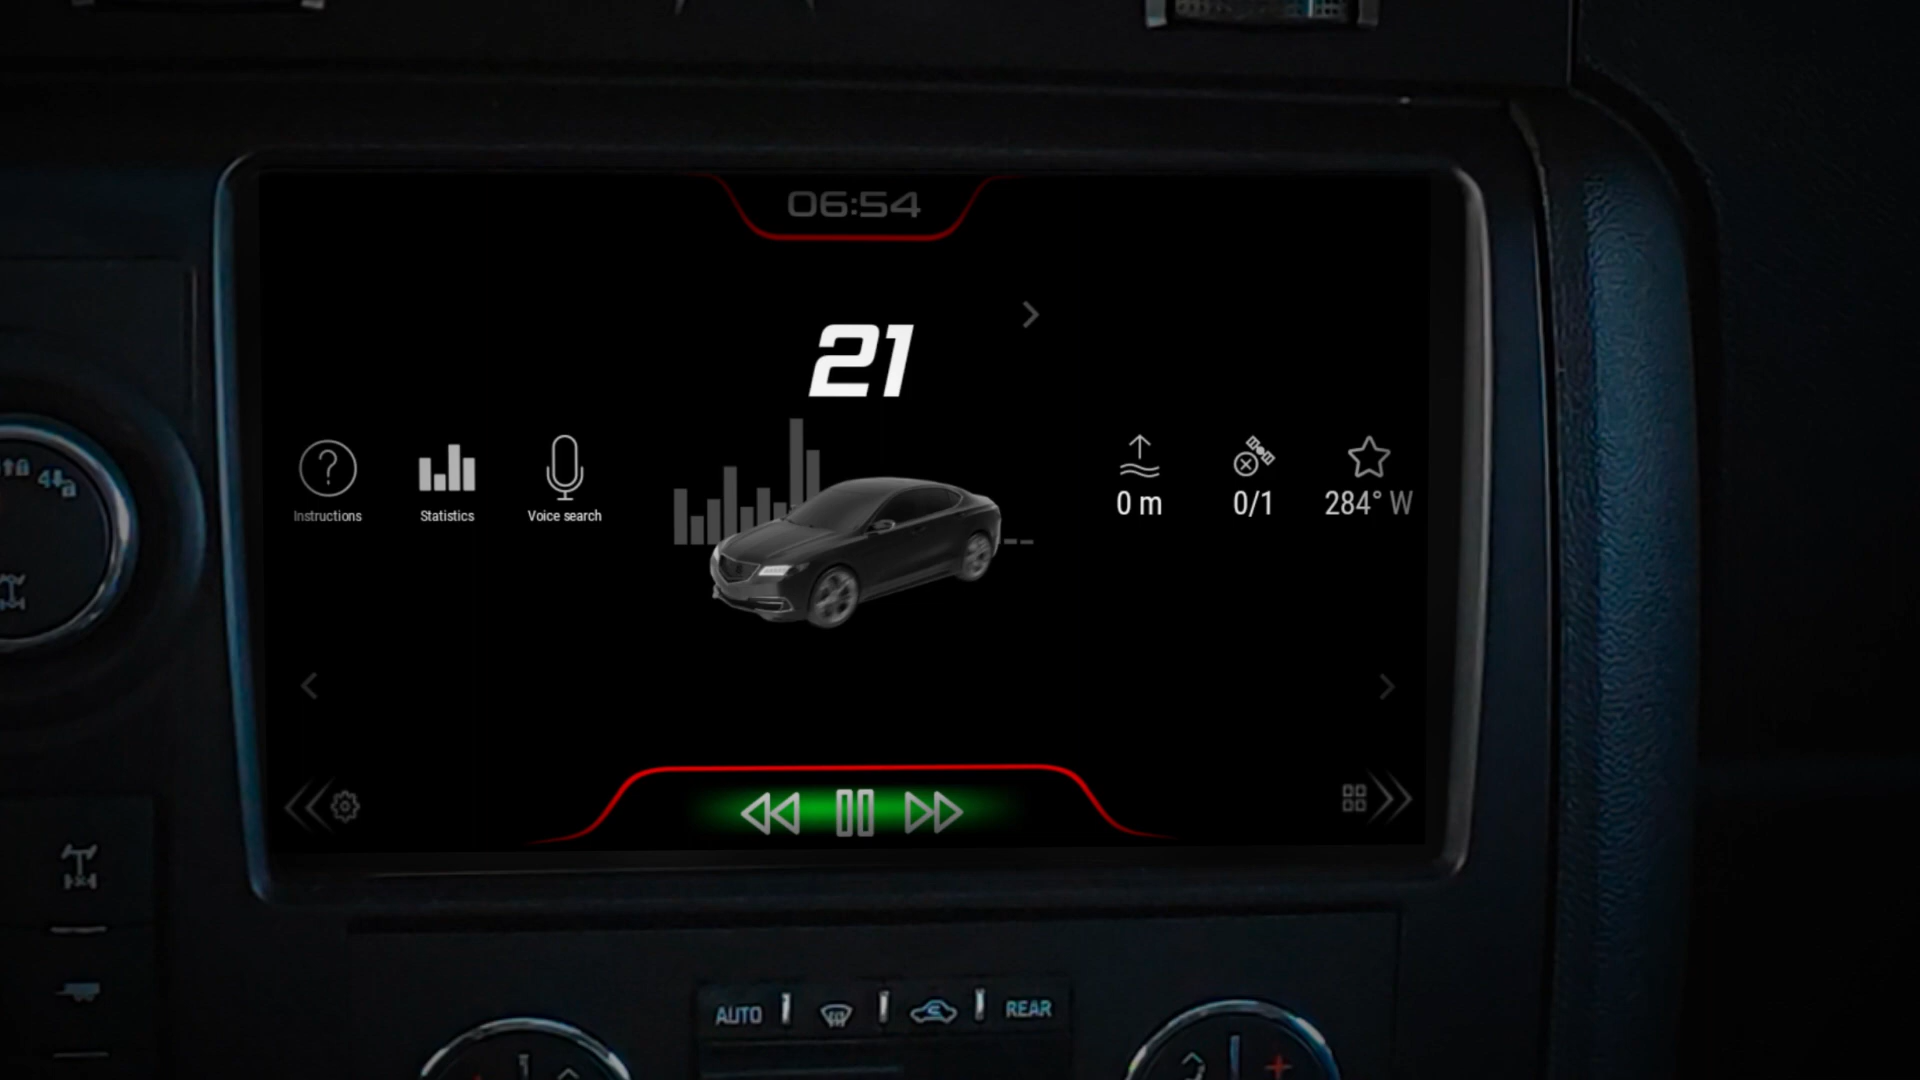 06:54
21
Instructions
Statistics
Voice search
0 m
0/1
284° W
AUTO
REAR